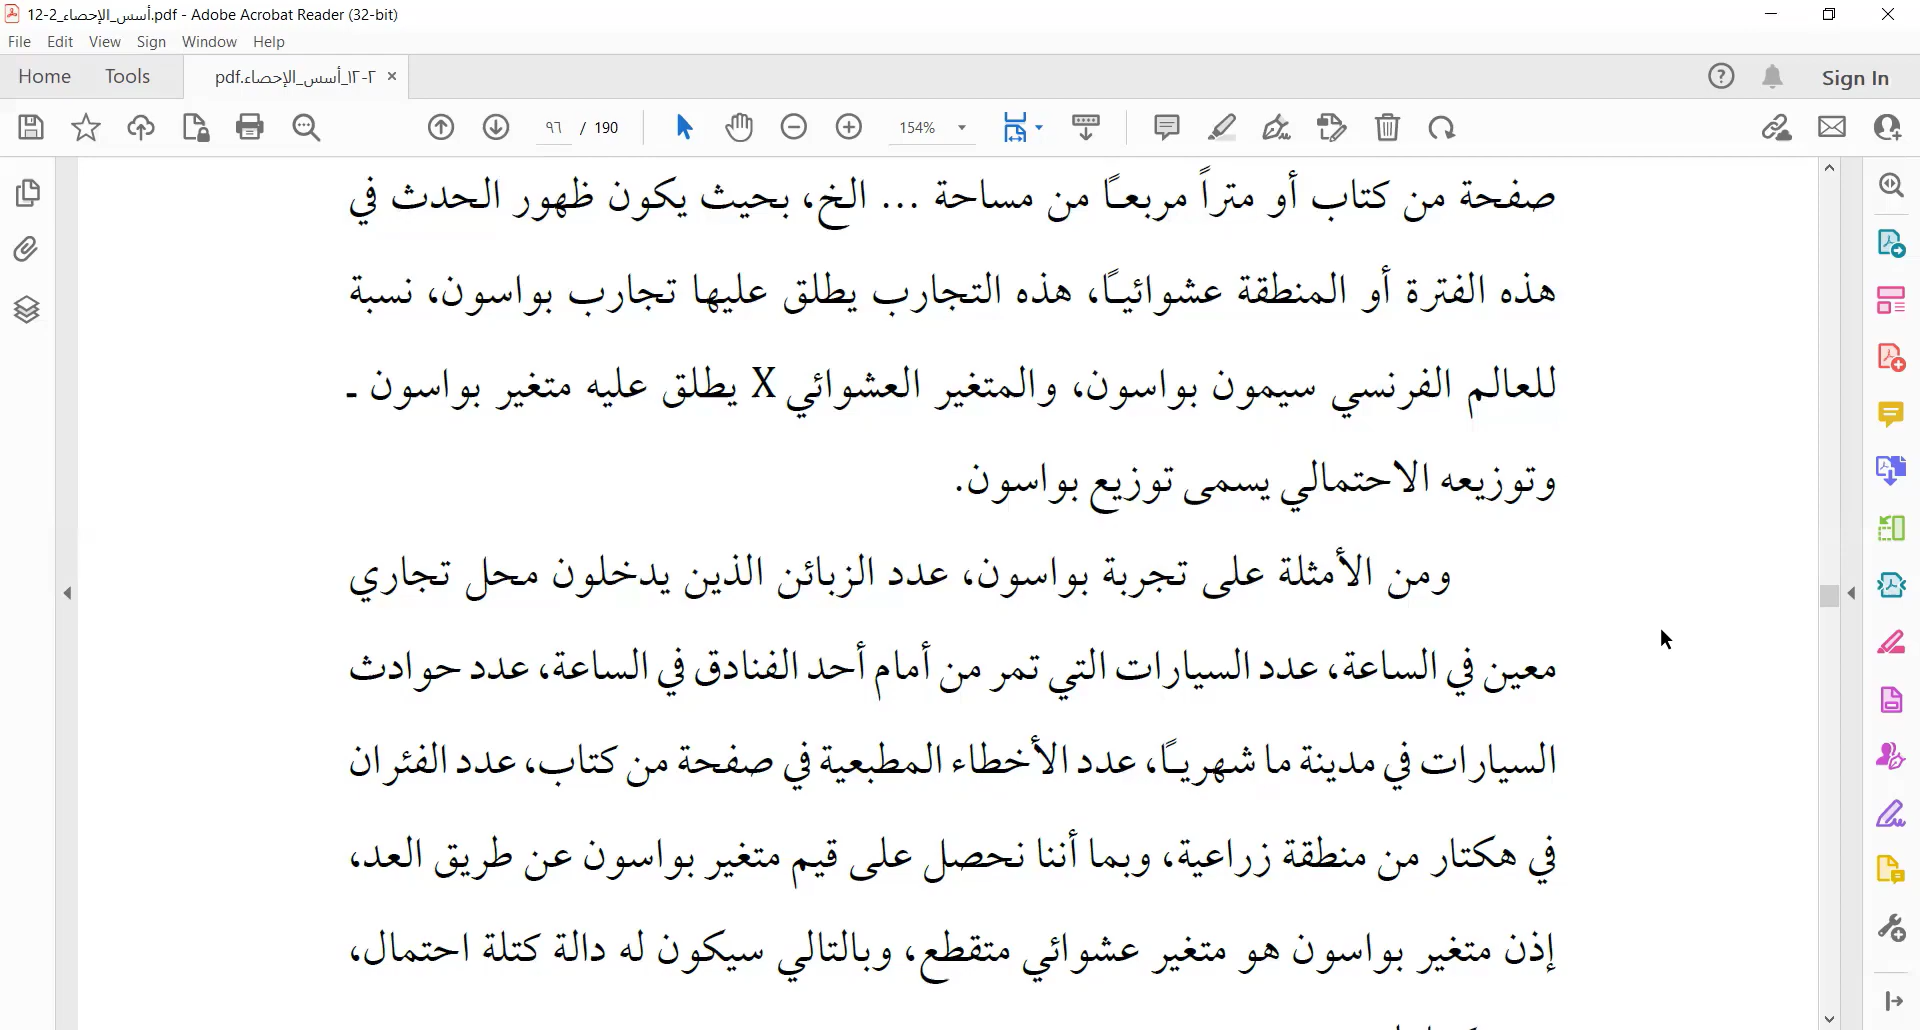 12-2_أسس_الإحصاء.pdf - Adobe Acrobat Reader (32-bit)
File Edit View Sign Window Help
Home Tools ١٢-٢_أسس_الإحصاء.pdf × Sign In
٩٦ / 190 154%
صفحة من كتاب أو متراً مربعـًا من مساحة ... الخ، بحيث يكون ظهور الحدث في
هذه الفترة أو المنطقة عشوائيـًا، هذه التجارب يطلق عليها تجارب بواسون، نسبة
للعالم الفرنسي سيمون بواسون، والمتغير العشوائي X يطلق عليه متغير بواسون ـ
وتوزيعه الاحتمالي يسمى توزيع بواسون.
ومن الأمثلة على تجربة بواسون، عدد الزبائن الذين يدخلون محل تجاري
معين في الساعة، عدد السيارات التي تمر من أمام أحد الفنادق في الساعة، عدد حوادث
السيارات في مدينة ما شهريـًا، عدد الأخطاء المطبعية في صفحة من كتاب، عدد الفئران
في هكتار من منطقة زراعية، وبما أننا نحصل على قيم متغير بواسون عن طريق العد،
إذن متغير بواسون هو متغير عشوائي متقطع، وبالتالي سيكون له دالة كتلة احتمال،